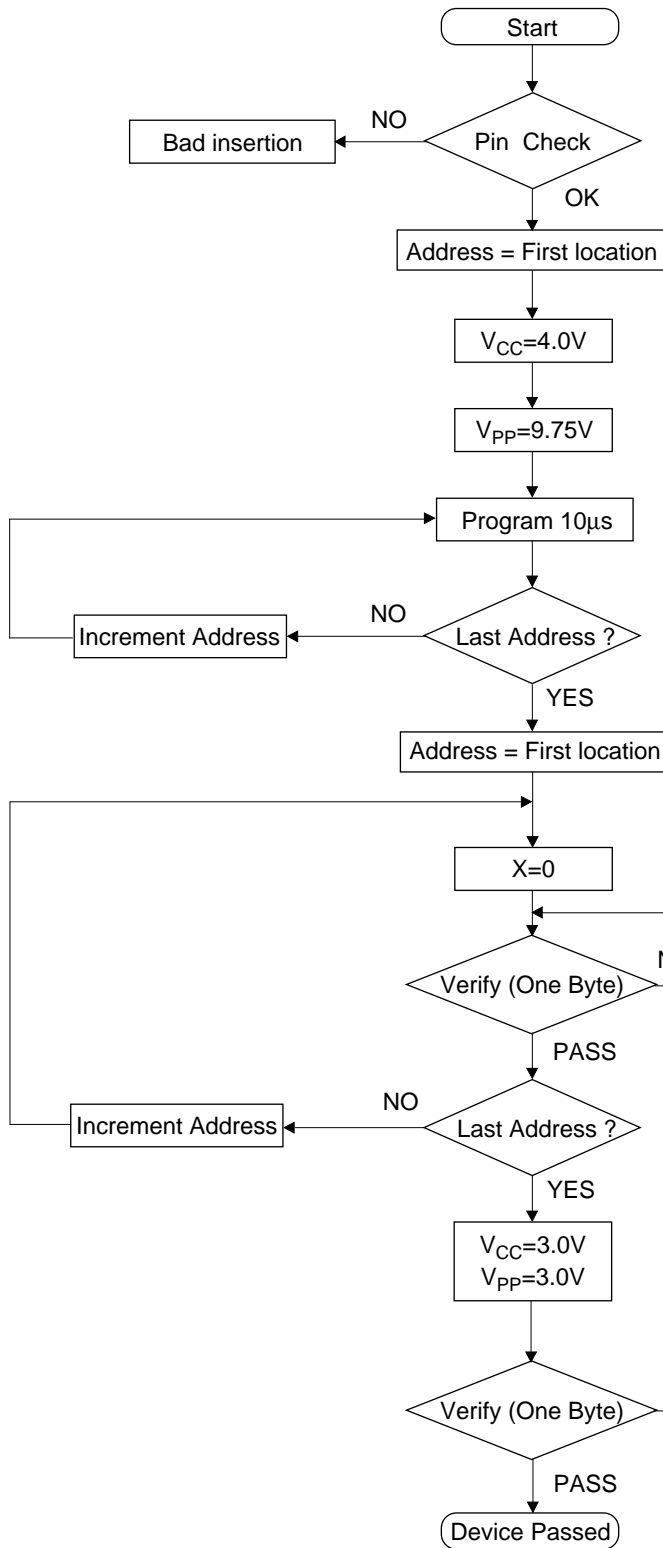 Start
NO
Pin Check
Bad insertion
OK
Address = First location
VCC=4.0V
VPP=9.75V
Program 10μs
NO
Last Address ?
Increment Address
YES
Address = First location
X=0
Verify (One Byte)
PASS
NO
Last Address ?
Increment Address
YES
VCC=3.0V
VPP=3.0V
Verify (One Byte)
PASS
Device Passed